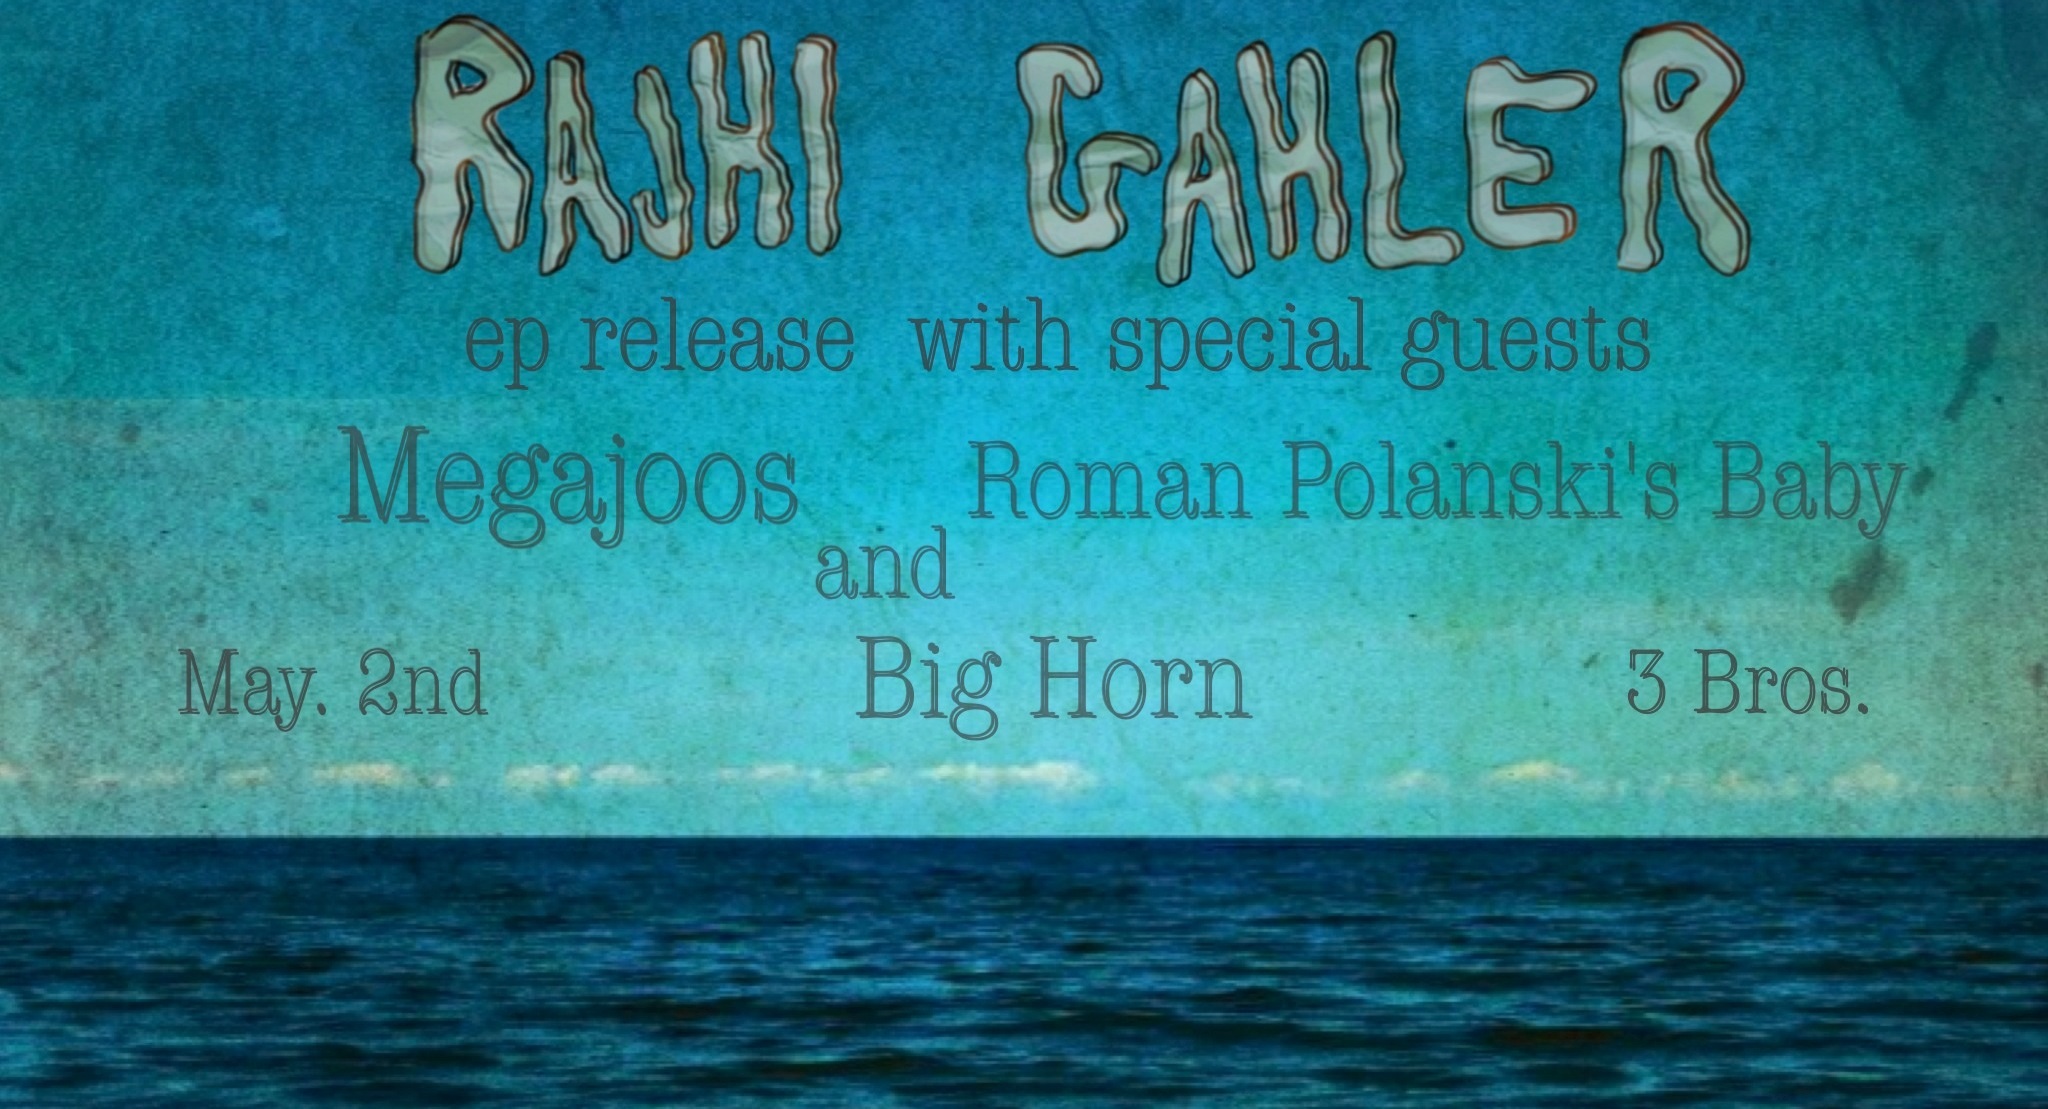 RAJHI GAHLER
ep release with special guests
Megajoos Roman Polanski's Baby
and
May. 2nd Big Horn 3 Bros.